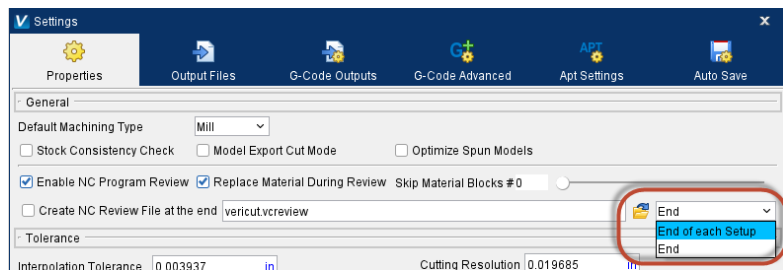 Settings
Properties Output Files G-Code Outputs G-Code Advanced Apt Settings Auto Save
General
Default Machining Type Mill
Stock Consistency Check Model Export Cut Mode Optimize Spun Models
Enable NC Program Review Replace Material During Review Skip Material Blocks # 0
Create NC Review File at the end vericut.vcreview End
End of each Setup
End
Tolerance
Interpolation Tolerance 0.003937 in Cutting Resolution 0.019685 in